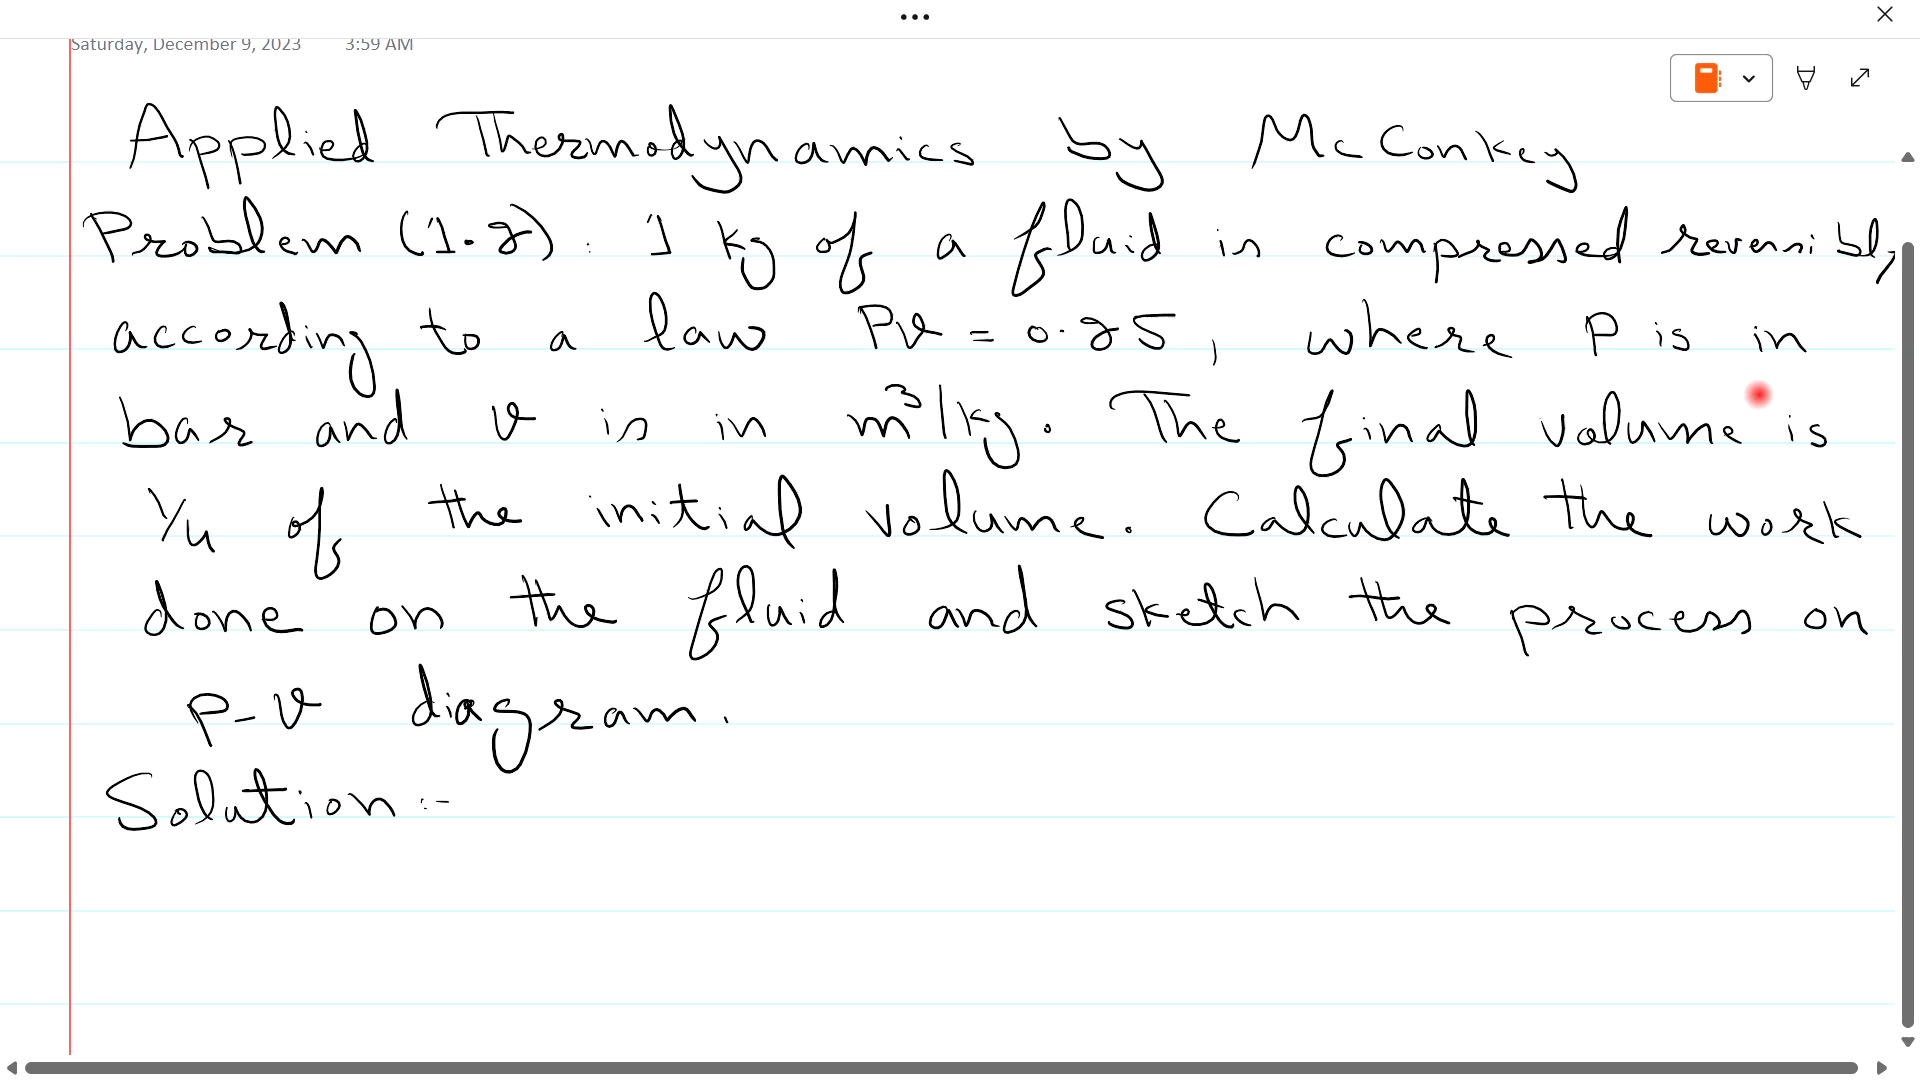 Saturday, December 9, 2023 3:59 AM
Applied Thermodynamics by McConkey
Problem (1.2): 1 kg of a fluid is compressed reversibly
according to a law Pv = 0.25, where P is in
bar and v is in m³/kg. The final volume is
1/4 of the initial volume. Calculate the work
done on the fluid and sketch the process on
p-v diagram.
Solution:-